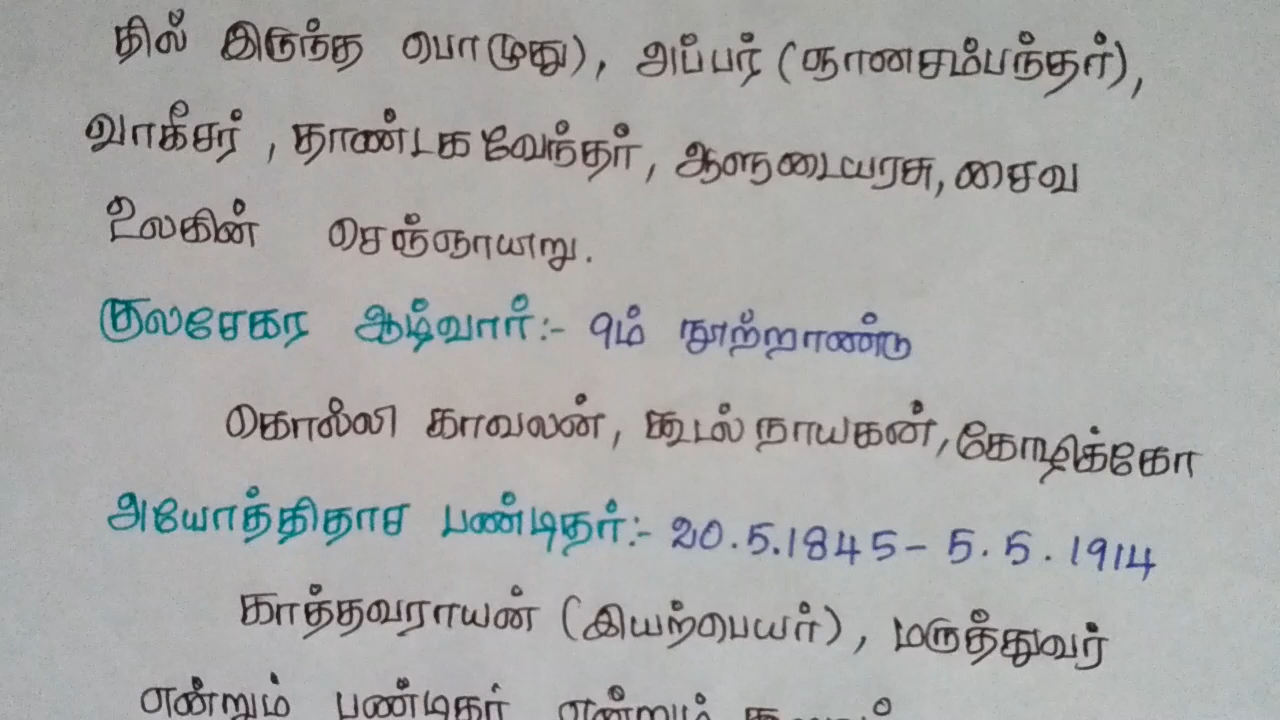 தில் இருந்த பொழுது), அப்பர் (ஞானசம்பந்தர்),
வாகீசர், தாண்டகவேந்தர், ஆளுடையரசு, சைவ
உலகின் செஞ்ஞாயிறு.
குலசேகர ஆழ்வார்:- 9ம் நூற்றாண்டு
கொல்லி காவலன், கூடல்நாயகன், கோழிக்கோ
அயோத்திதாச பண்டிதர்:- 20.5.1845 - 5.5.1914
காத்தவராயன் (இயற்பெயர்), மருத்துவர்
என்றும் பண்டிதர் என்றும்